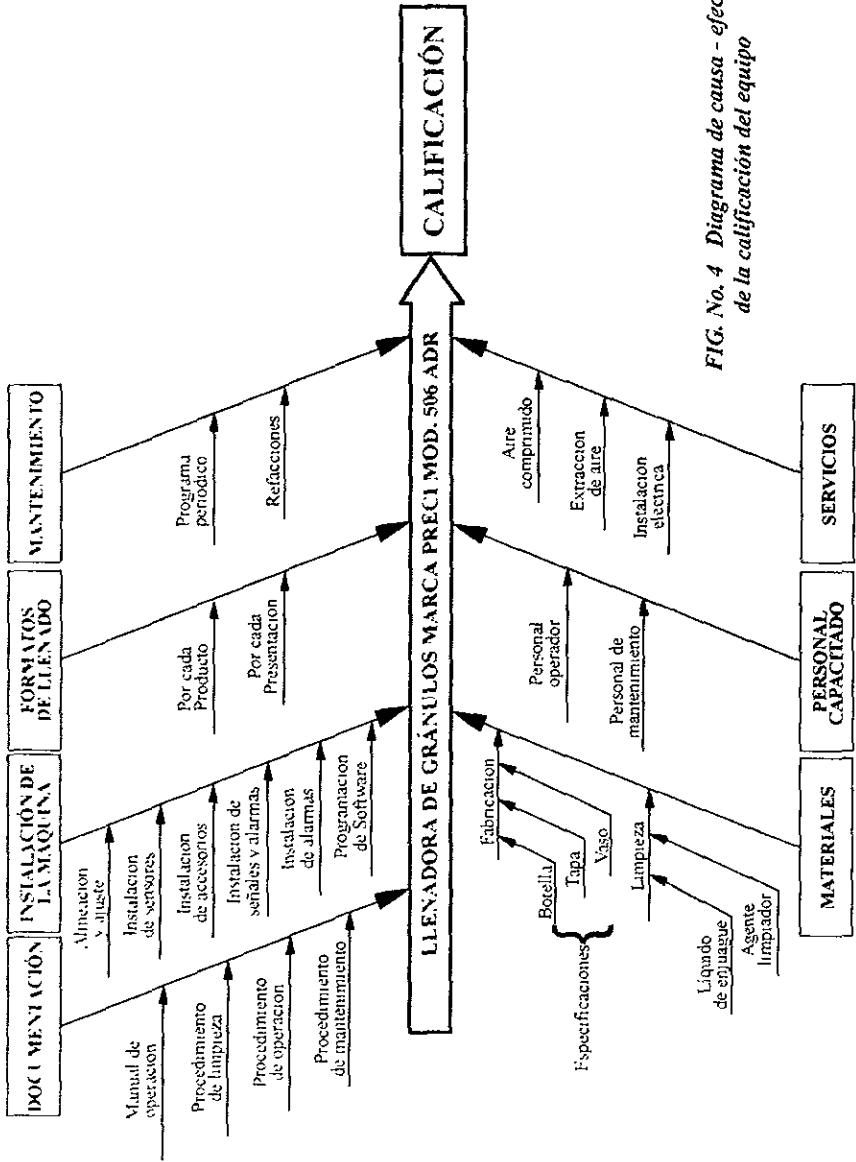 DOCUMENTACIÓN
Manual de
operacion
Procedimiento
de limpieza
Procedimiento
de operacion
Procedimiento
de mantenimiento
INSTALACIÓN DE
LA MAQUINA
Alineacion
y ajuste
Instalacion
de sensores
Instalacion
de accesorios
Instalacion de
señales y alarmas
Instalacion
de alarmas
Programacion
de Software
FORMATOS
DE LLENADO
Por cada
Producto
Por cada
Presentacion
MANTENIMIENTO
Programa
periodico
Refacciones
LLENADORA DE GRÁNULOS MARCA PRECI MOD. 506 ADR
CALIFICACIÓN
Fabricacion
Botella
Tapa
Vaso
Especificaciones
Limpieza
Líquido
de enjuague
Agente
limpiador
MATERIALES
Personal
operador
Personal de
mantenimiento
PERSONAL
CAPACITADO
Aire
comprimido
Extraccion
de aire
Instalacion
electrica
SERVICIOS
FIG. No. 4 Diagrama de causa - efec
de la calificación del equipo